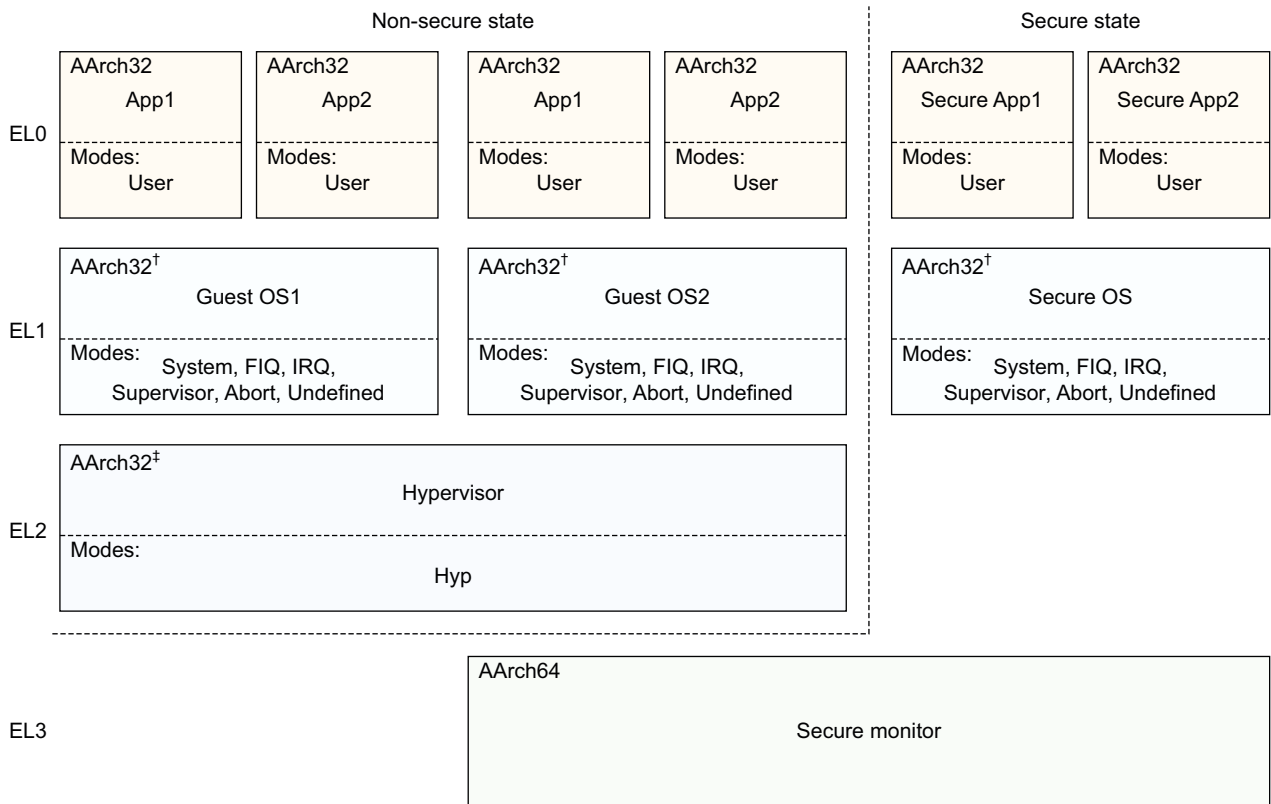 Non-secure state
Secure state
AArch32
App1
Modes:
User
AArch32
App2
Modes:
User
AArch32
App1
Modes:
User
AArch32
App2
Modes:
User
AArch32
Secure App1
Modes:
User
AArch32
Secure App2
Modes:
User
EL0
AArch32†
Guest OS1
Modes:
System, FIQ, IRQ,
Supervisor, Abort, Undefined
AArch32†
Guest OS2
Modes:
System, FIQ, IRQ,
Supervisor, Abort, Undefined
AArch32†
Secure OS
Modes:
System, FIQ, IRQ,
Supervisor, Abort, Undefined
EL1
AArch32‡
Hypervisor
Modes:
Hyp
EL2
AArch64
Secure monitor
EL3